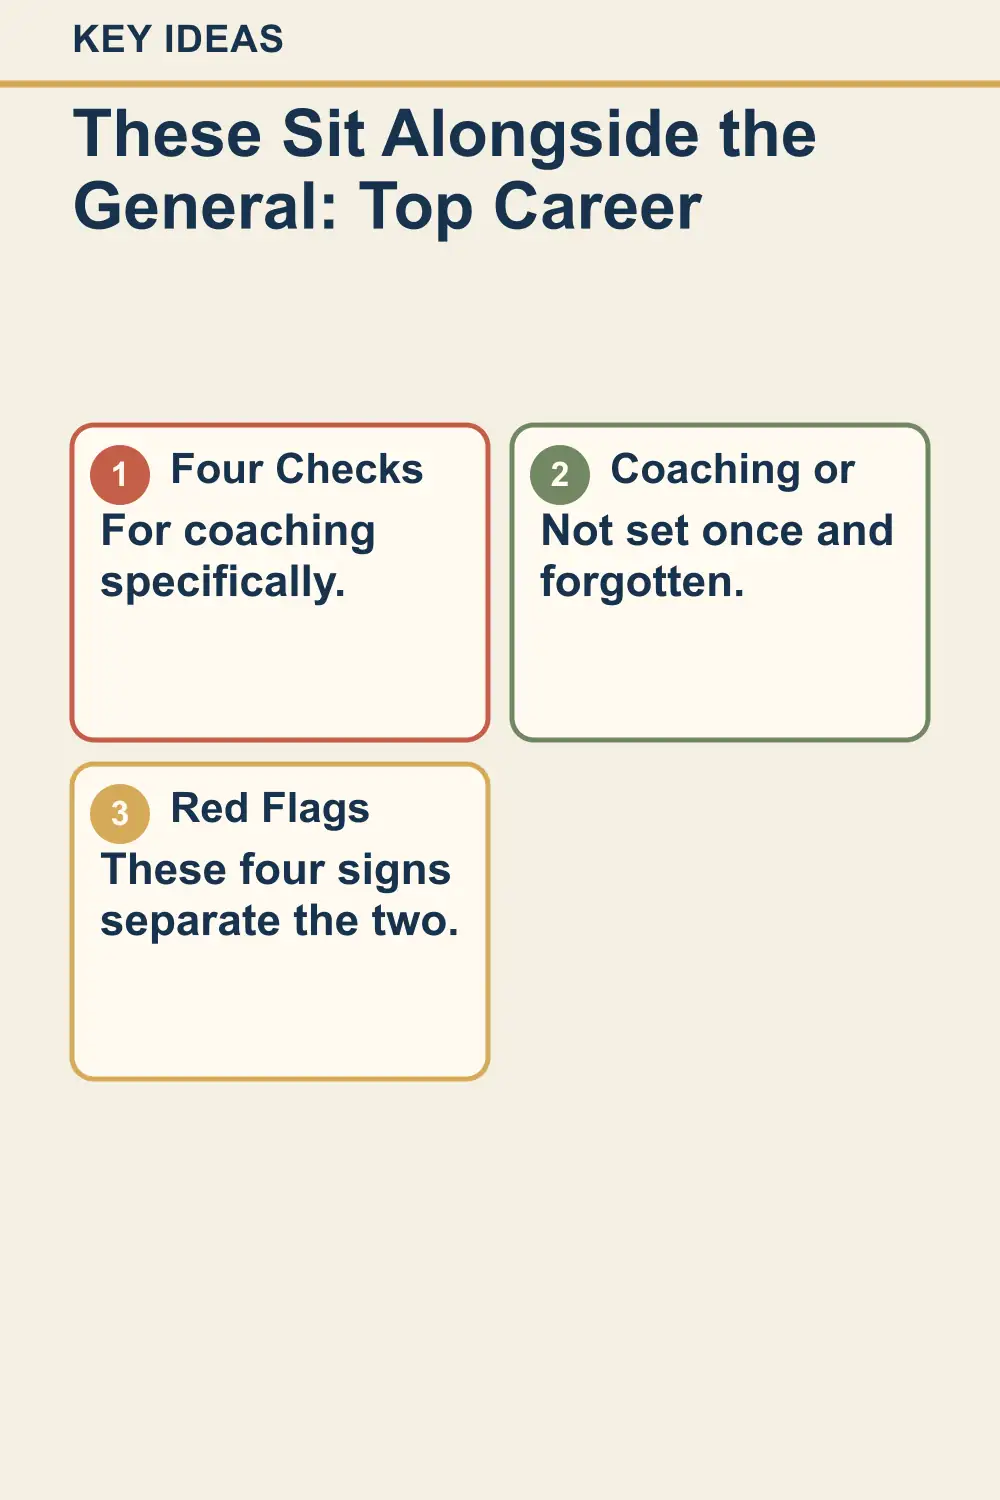 KEY IDEAS
These Sit Alongside the
General: Top Career
1 Four Checks
For coaching
specifically.
2 Coaching or
Not set once and
forgotten.
3 Red Flags
These four signs
separate the two.